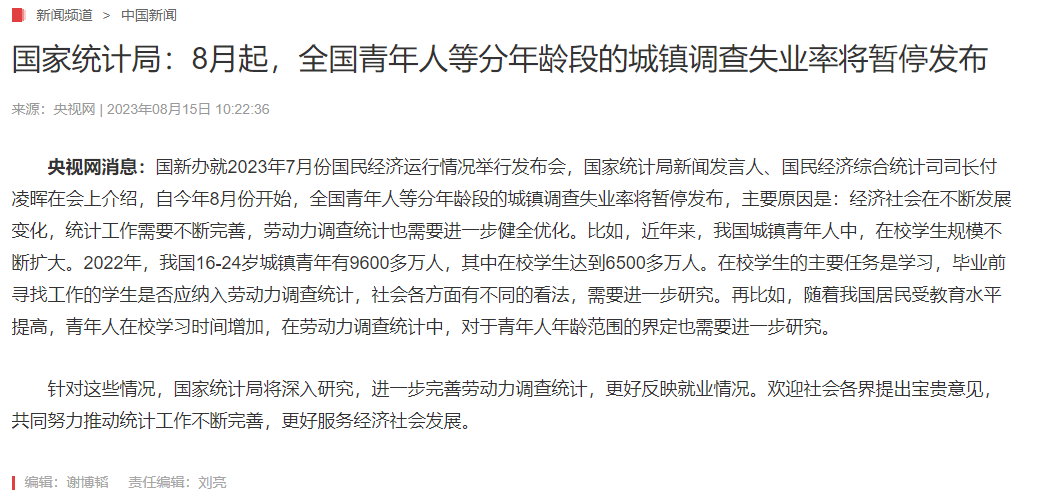 新闻频道 > 中国新闻
国家统计局：8月起，全国青年人等分年龄段的城镇调查失业率将暂停发布
来源：央视网 | 2023年08月15日 10:22:36
央视网消息：国新办就2023年7月份国民经济运行情况举行发布会，国家统计局新闻发言人、国民经济综合统计司司长付
凌晖在会上介绍，自今年8月份开始，全国青年人等分年龄段的城镇调查失业率将暂停发布，主要原因是：经济社会在不断发展
变化，统计工作需要不断完善，劳动力调查统计也需要进一步健全优化。比如，近年来，我国城镇青年人中，在校学生规模不
断扩大。2022年，我国16-24岁城镇青年有9600多万人，其中在校学生达到6500多万人。在校学生的主要任务是学习，毕业前
寻找工作的学生是否应纳入劳动力调查统计，社会各方面有不同的看法，需要进一步研究。再比如，随着我国居民受教育水平
提高，青年人在校学习时间增加，在劳动力调查统计中，对于青年人年龄范围的界定也需要进一步研究。
针对这些情况，国家统计局将深入研究，进一步完善劳动力调查统计，更好反映就业情况。欢迎社会各界提出宝贵意见，
共同努力推动统计工作不断完善，更好服务经济社会发展。
编辑：谢博韬 责任编辑：刘亮